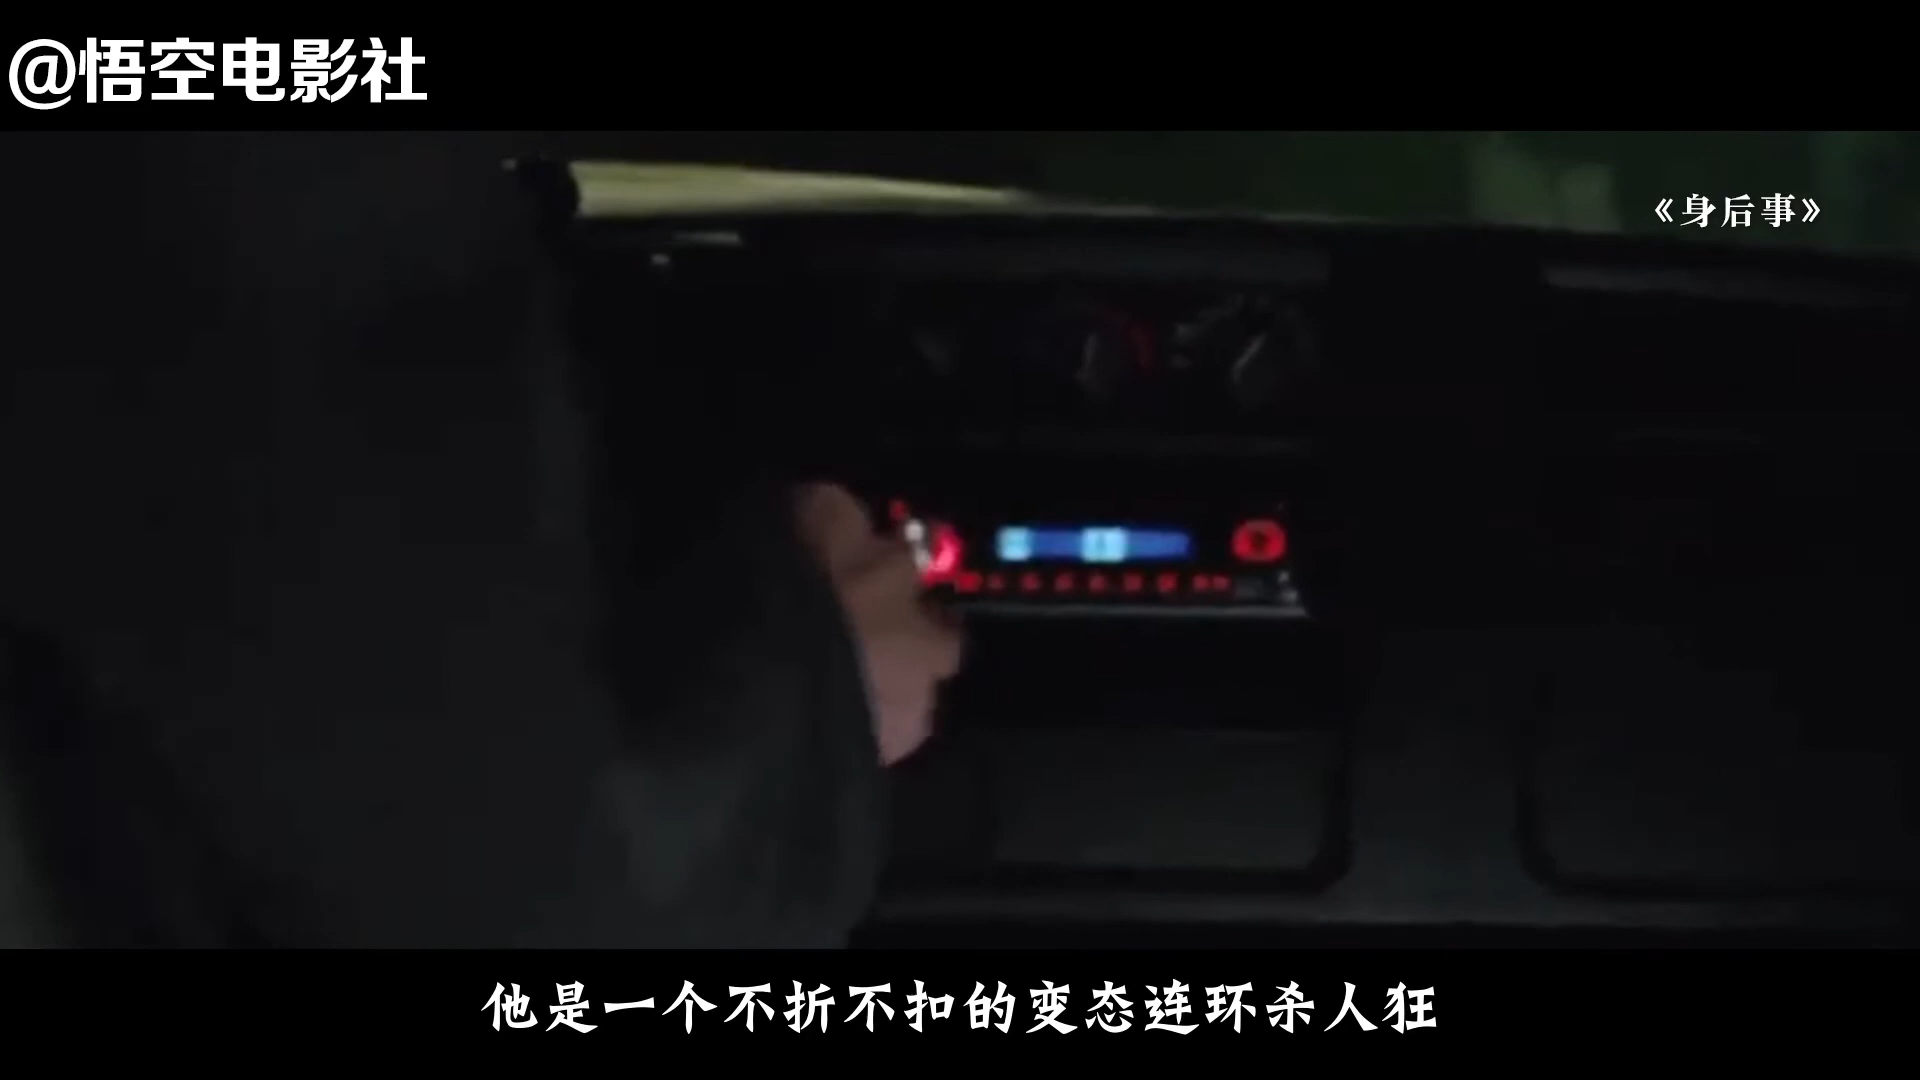 @悟空电影社
《身后事》
他是一个不折不扣的变态连环杀人狂